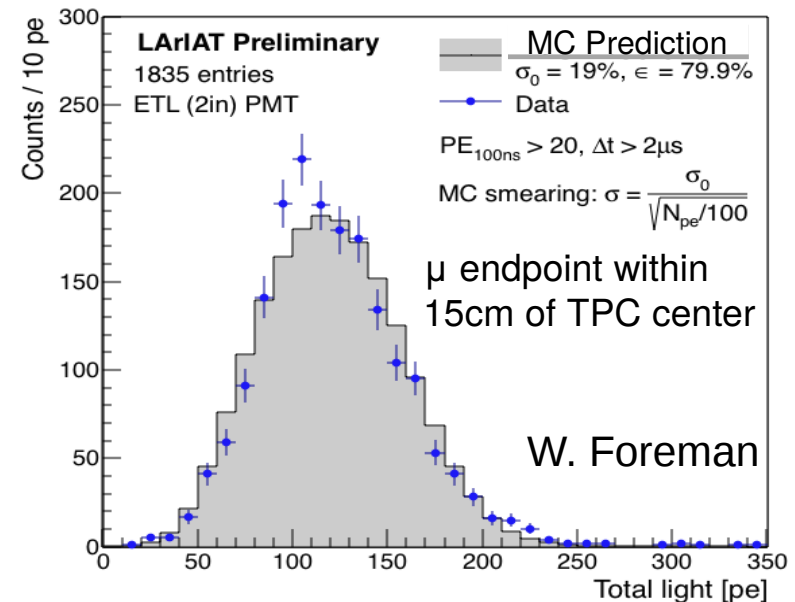 LArIAT Preliminary
1835 entries
ETL (2in) PMT
MC Prediction
σ₀ = 19%, ϵ = 79.9%
Data
PE₁₀₀ₙₛ > 20, Δt > 2μs
MC smearing: σ = σ₀ / √(Nₚₑ/100)
μ endpoint within
15cm of TPC center
W. Foreman
Counts / 10 pe
300
250
200
150
100
50
0
0 50 100 150 200 250 300 350
Total light [pe]